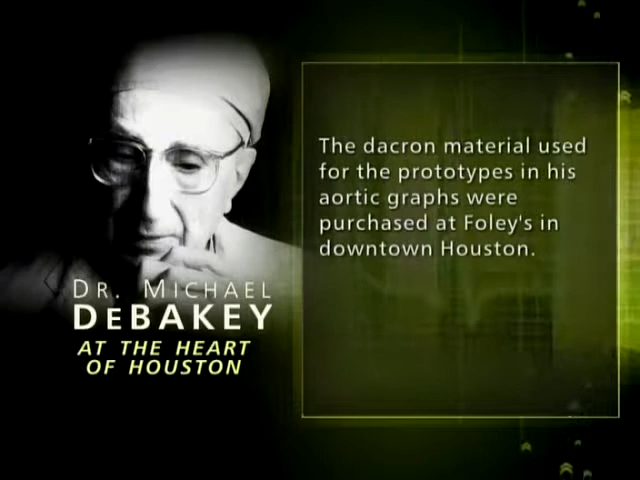 DR. MICHAEL
DEBAKEY
AT THE HEART
OF HOUSTON
The dacron material used
for the prototypes in his
aortic graphs were
purchased at Foley's in
downtown Houston.